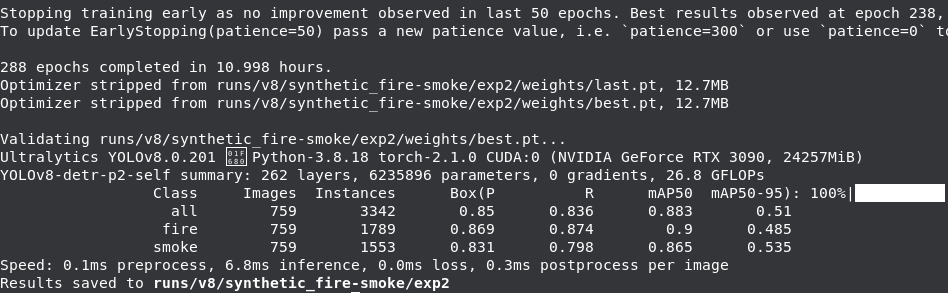 Stopping training early as no improvement observed in last 50 epochs. Best results observed at epoch 238,
To update EarlyStopping(patience=50) pass a new patience value, i.e. `patience=300` or use `patience=0` to
288 epochs completed in 10.998 hours.
Optimizer stripped from runs/v8/synthetic_fire-smoke/exp2/weights/last.pt, 12.7MB
Optimizer stripped from runs/v8/synthetic_fire-smoke/exp2/weights/best.pt, 12.7MB
Validating runs/v8/synthetic_fire-smoke/exp2/weights/best.pt...
Ultralytics YOLOv8.0.201 Python-3.8.18 torch-2.1.0 CUDA:0 (NVIDIA GeForce RTX 3090, 24257MiB)
YOLOv8-detr-p2-self summary: 262 layers, 6235896 parameters, 0 gradients, 26.8 GFLOPs
Class Images Instances Box(P R mAP50 mAP50-95): 100%|
all 759 3342 0.85 0.836 0.883 0.51
fire 759 1789 0.869 0.874 0.9 0.485
smoke 759 1553 0.831 0.798 0.865 0.535
Speed: 0.1ms preprocess, 6.8ms inference, 0.0ms loss, 0.3ms postprocess per image
Results saved to runs/v8/synthetic_fire-smoke/exp2